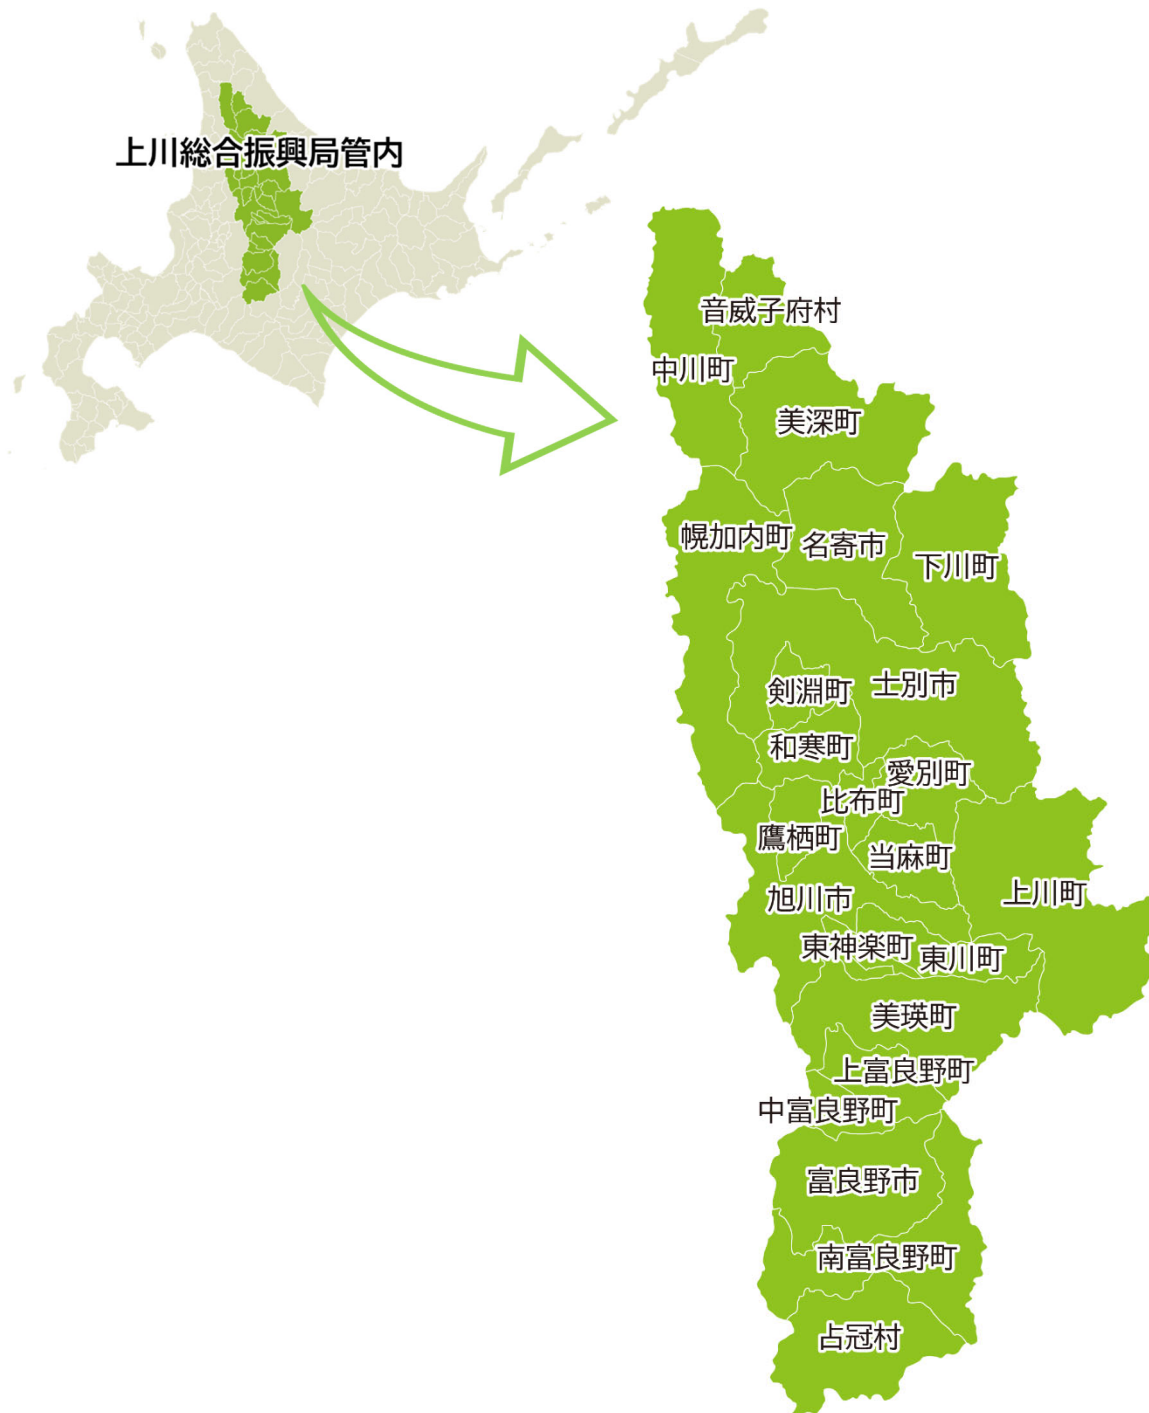 上川総合振興局管内
音威子府村
中川町
美深町
幌加内町
名寄市
下川町
剣淵町
士別市
和寒町
愛別町
比布町
鷹栖町
当麻町
上川町
旭川市
東神楽町
東川町
美瑛町
上富良野町
中富良野町
富良野市
南富良野町
占冠村